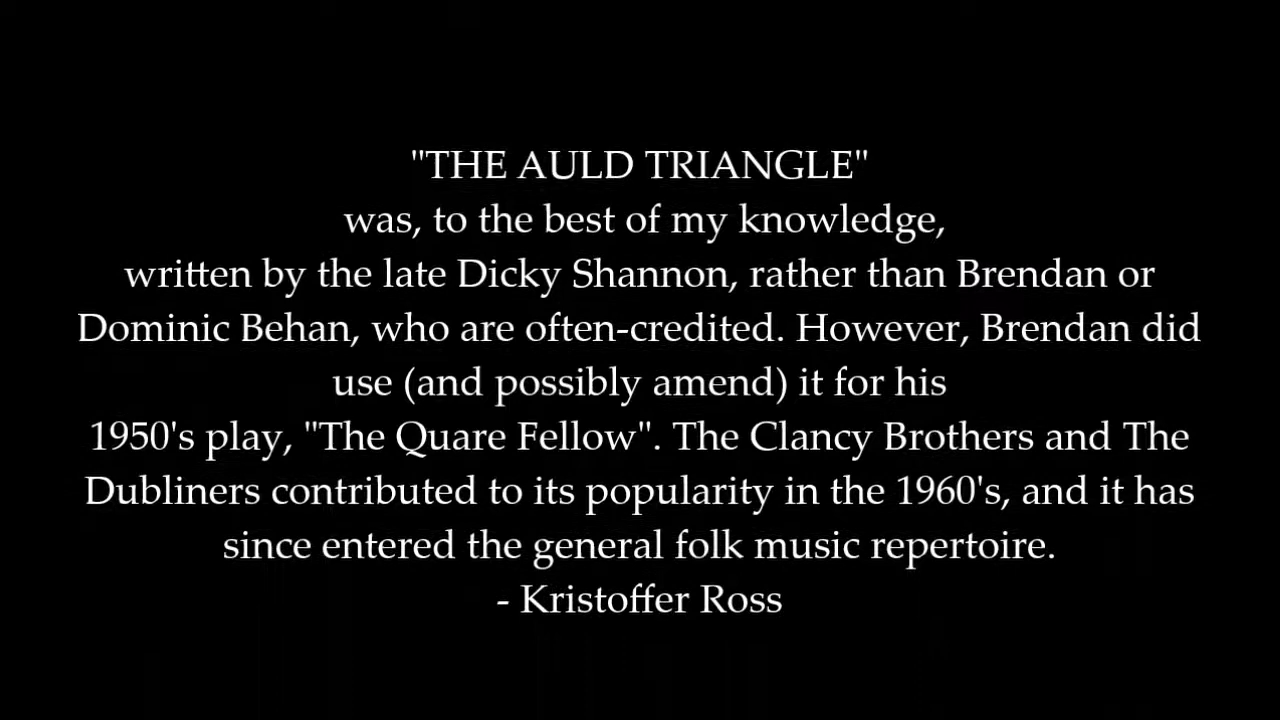 "THE AULD TRIANGLE"
was, to the best of my knowledge,
written by the late Dicky Shannon, rather than Brendan or
Dominic Behan, who are often-credited. However, Brendan did
use (and possibly amend) it for his
1950's play, "The Quare Fellow". The Clancy Brothers and The
Dubliners contributed to its popularity in the 1960's, and it has
since entered the general folk music repertoire.
- Kristoffer Ross